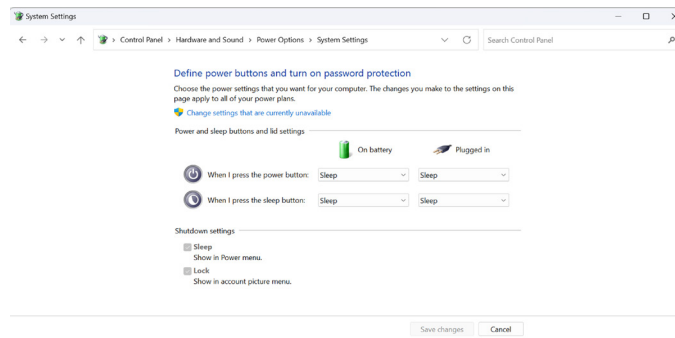 System Settings
Control Panel > Hardware and Sound > Power Options > System Settings
Search Control Panel
Define power buttons and turn on password protection
Choose the power settings that you want for your computer. The changes you make to the settings on this
page apply to all of your power plans.
Change settings that are currently unavailable
Power and sleep buttons and lid settings
On battery Plugged in
When I press the power button: Sleep Sleep
When I press the sleep button: Sleep Sleep
Shutdown settings
Sleep
Show in Power menu.
Lock
Show in account picture menu.
Save changes Cancel